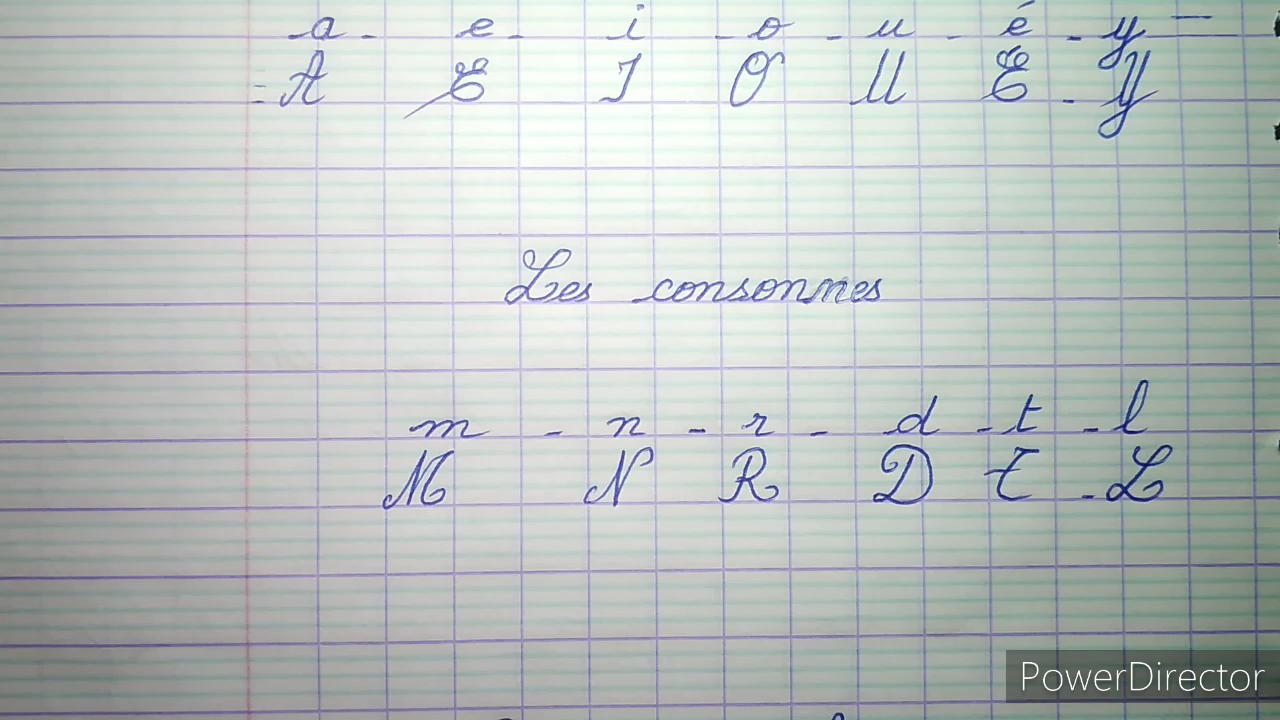 a - e - i - o - u - é - y -
= A E I O U E - Y
Les consonnes
m - n - r - d - t - l
M N R D T - L
PowerDirector